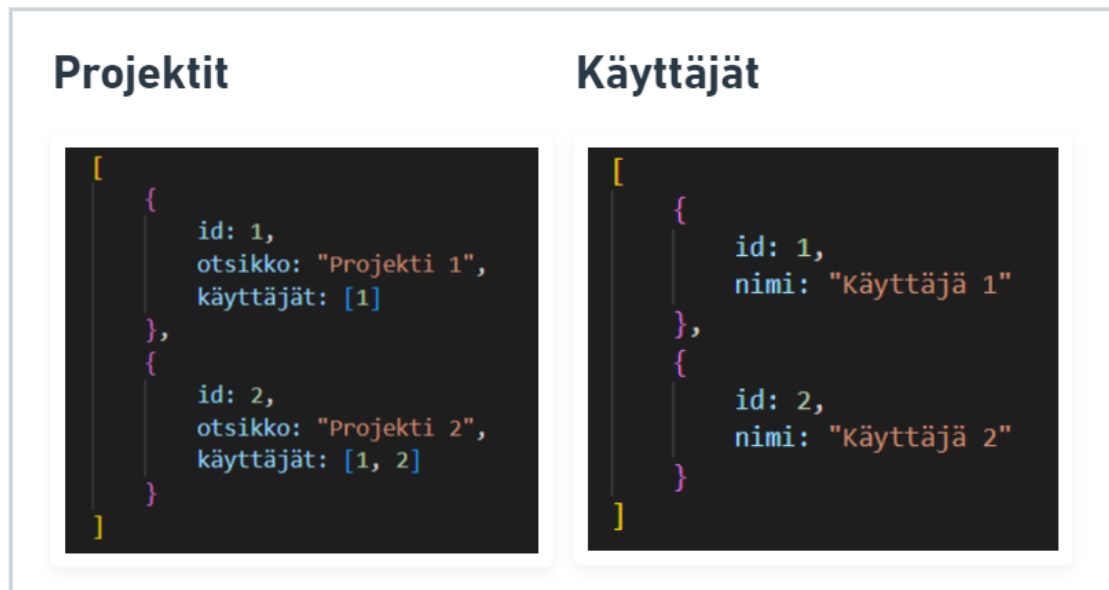 Projektit
[
{
id: 1,
otsikko: "Projekti 1",
käyttäjät: [1]
},
{
id: 2,
otsikko: "Projekti 2",
käyttäjät: [1, 2]
}
]
Käyttäjät
[
{
id: 1,
nimi: "Käyttäjä 1"
},
{
id: 2,
nimi: "Käyttäjä 2"
}
]